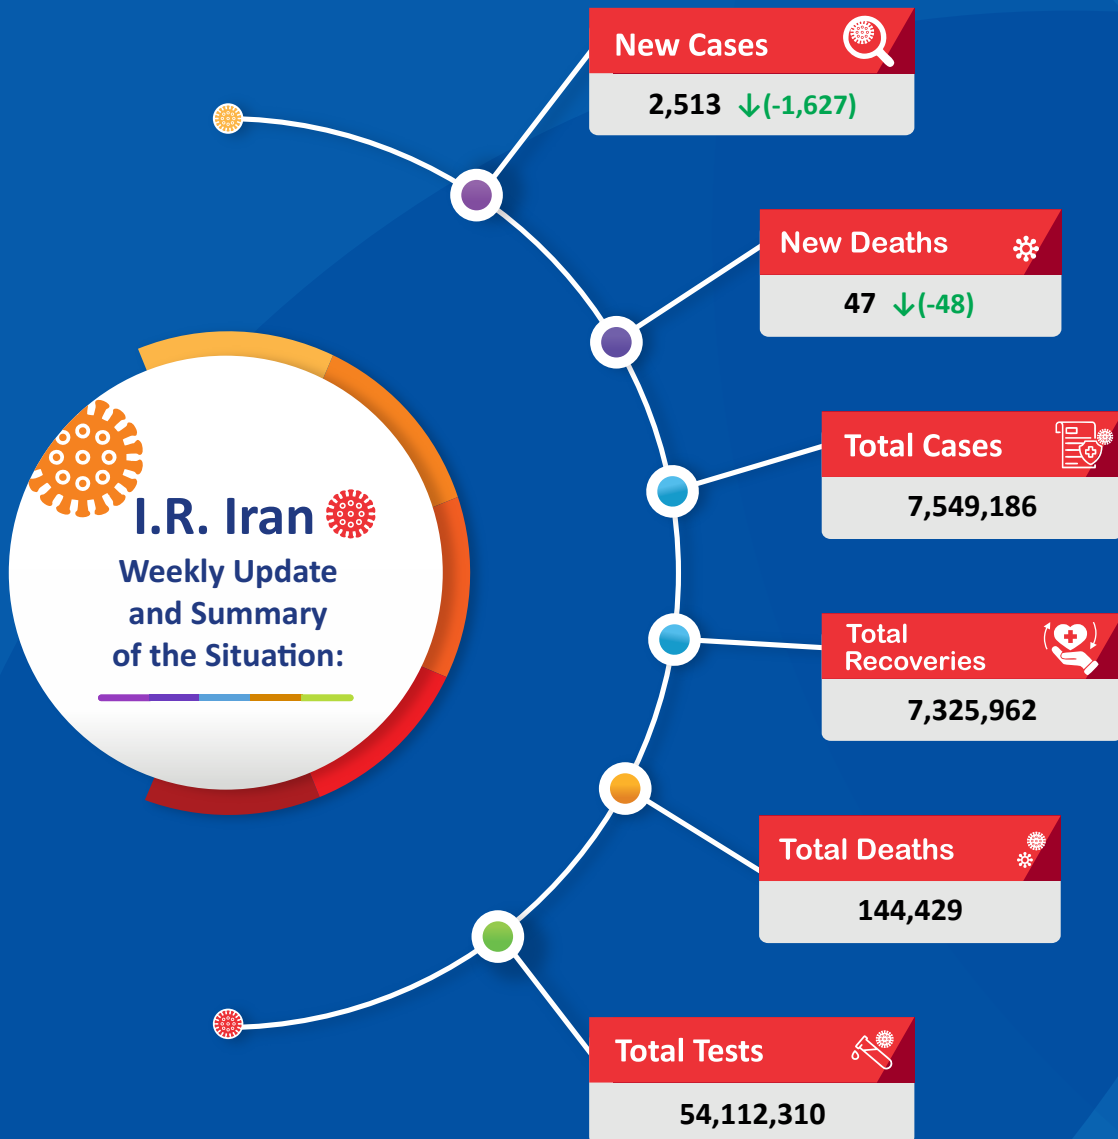 New Cases
2,513 ↓(-1,627)
New Deaths
47 ↓(-48)
I.R. Iran
Weekly Update
and Summary
of the Situation:
Total Cases
7,549,186
Total
Recoveries
7,325,962
Total Deaths
144,429
Total Tests
54,112,310